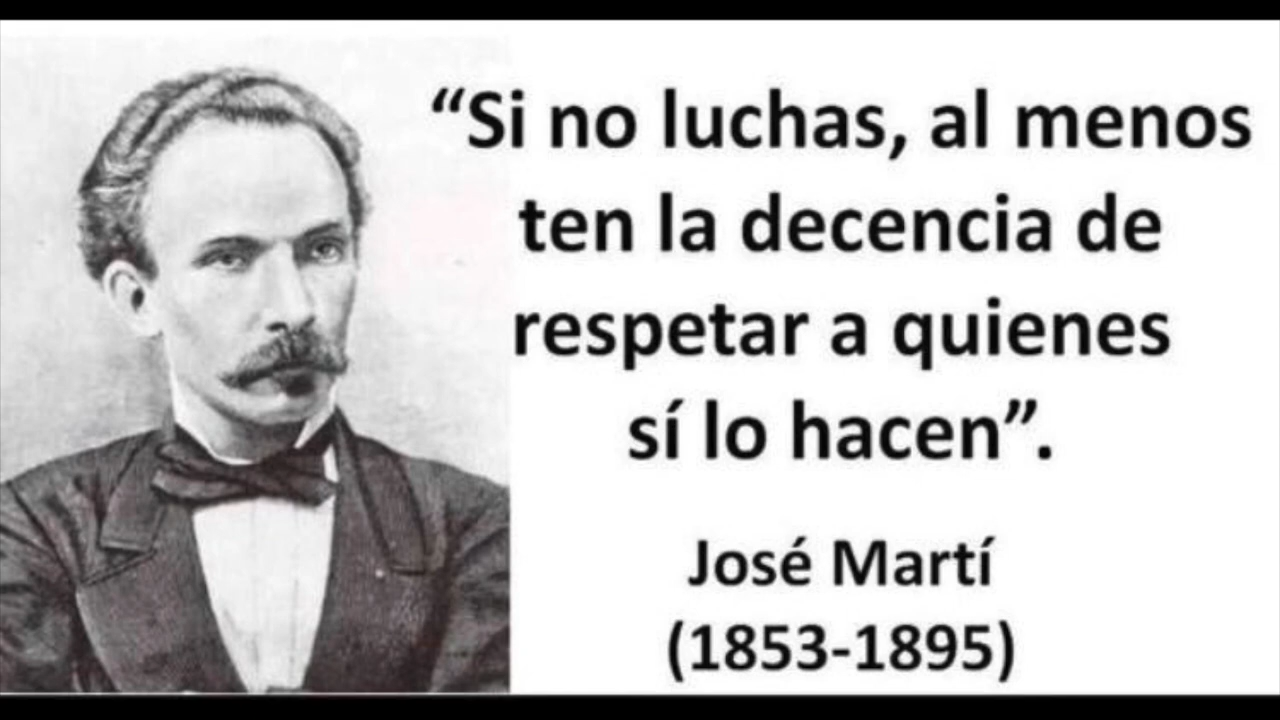 “Si no luchas, al menos
ten la decencia de
respetar a quienes
sí lo hacen”.
José Martí
(1853-1895)